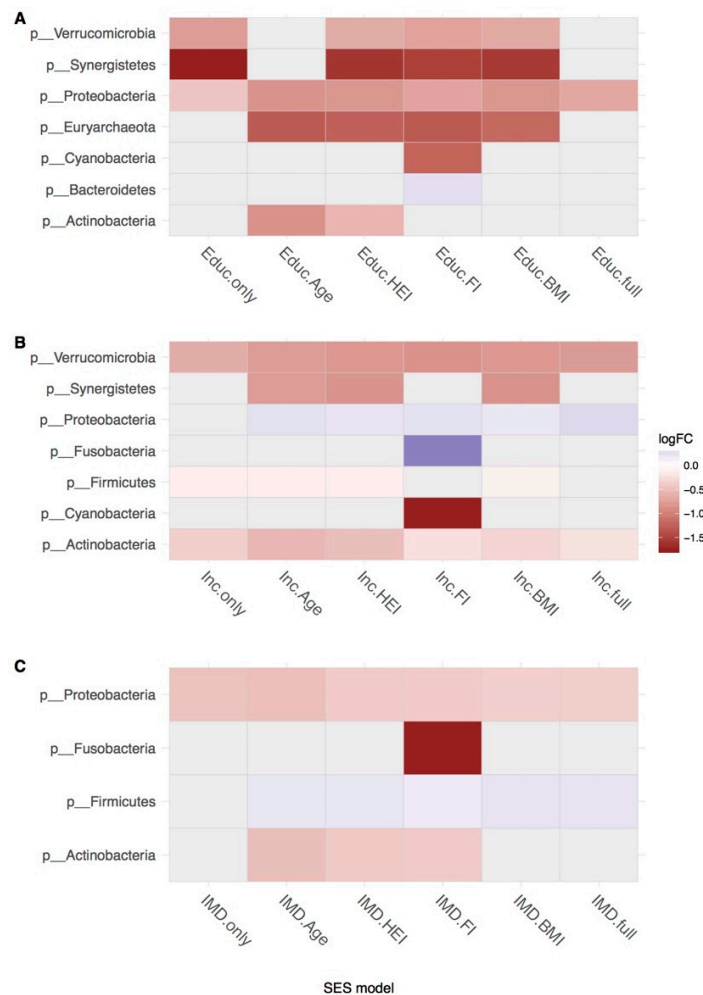 A
p__Verrucomicrobia
p__Synergistetes
p__Proteobacteria
p__Euryarchaeota
p__Cyanobacteria
p__Bacteroidetes
p__Actinobacteria
Educ.only
Educ.Age
Educ.HEI
Educ.FI
Educ.BMI
Educ.full
B
p__Verrucomicrobia
p__Synergistetes
p__Proteobacteria
p__Fusobacteria
p__Firmicutes
p__Cyanobacteria
p__Actinobacteria
Inc.only
Inc.Age
Inc.HEI
Inc.FI
Inc.BMI
Inc.full
logFC
0.0
−0.5
−1.0
−1.5
C
p__Proteobacteria
p__Fusobacteria
p__Firmicutes
p__Actinobacteria
IMD.only
IMD.Age
IMD.HEI
IMD.FI
IMD.BMI
IMD.full
SES model